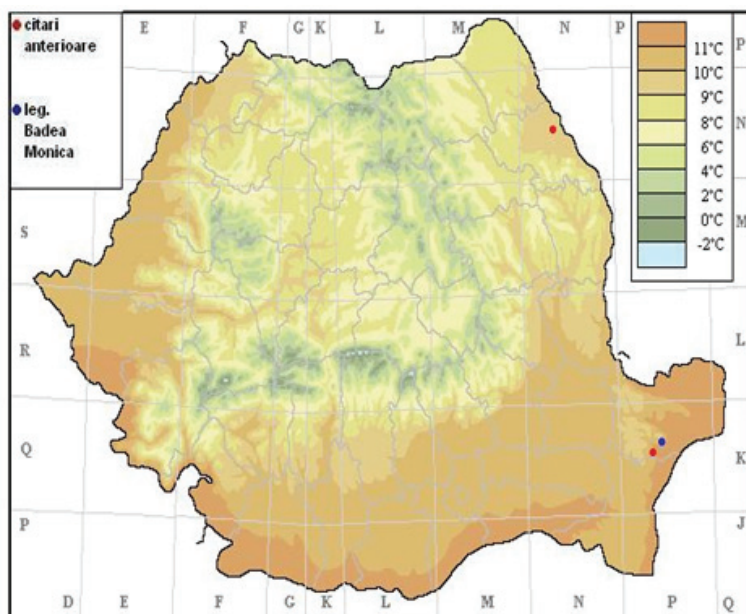 citari
anterioare
leg.
Badea
Monica
E F G K L M N P
11°C
10°C
9°C
8°C
6°C
4°C
2°C
0°C
-2°C
P
N
M
L
K
J
S
R
Q
P
D E F G K L M N P Q